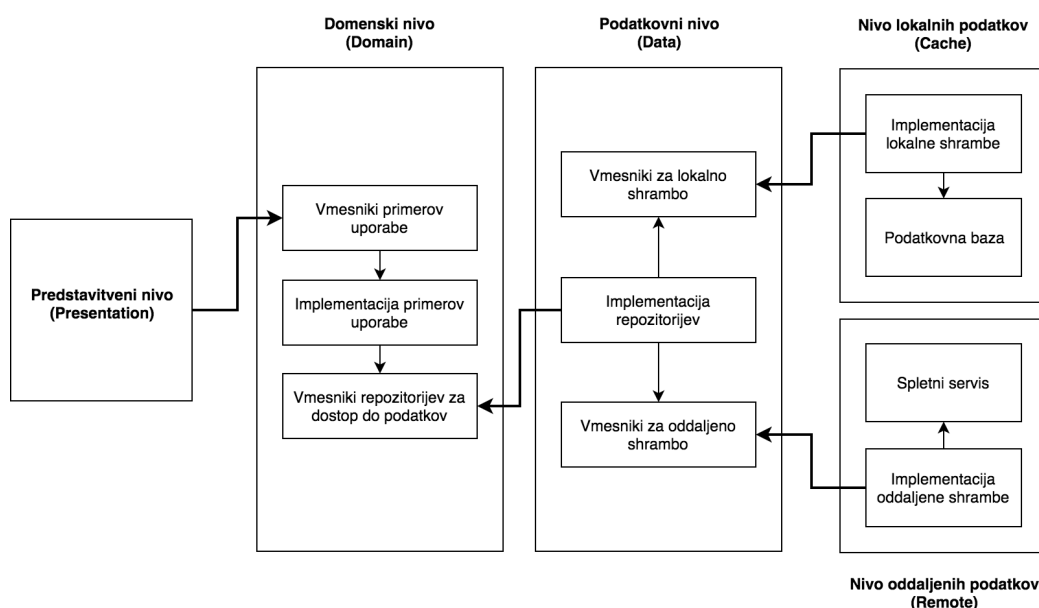 Domenski nivo
(Domain)
Podatkovni nivo
(Data)
Nivo lokalnih podatkov
(Cache)
Predstavitveni nivo
(Presentation)
Vmesniki primerov
uporabe
Implementacija primerov
uporabe
Vmesniki repozitorijev za
dostop do podatkov
Vmesniki za lokalno
shrambo
Implementacija
repozitorijev
Vmesniki za oddaljeno
shrambo
Implementacija
lokalne shrambe
Podatkovna baza
Spletni servis
Implementacija
oddaljene shrambe
Nivo oddaljenih podatkov
(Remote)